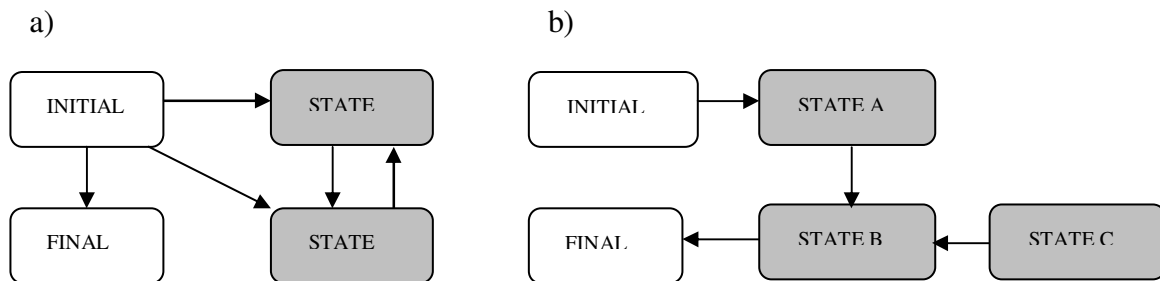 a)
b)
INITIAL
STATE
INITIAL
STATE A
FINAL
STATE
FINAL
STATE B
STATE C